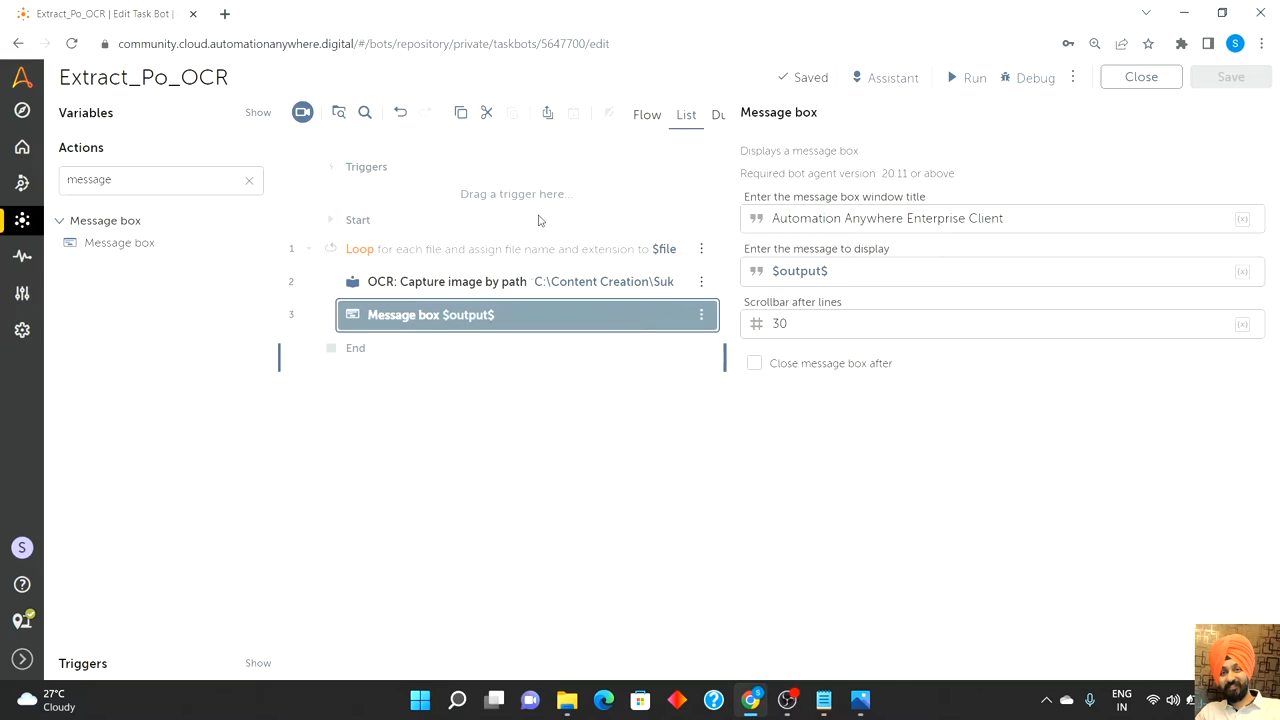 Extract_Po_OCR | Edit Task Bot |
community.cloud.automationanywhere.digital/#/bots/repository/private/taskbots/5647700/edit
S
Extract_Po_OCR
Saved
Assistant
Run
Debug
Close
Save
Variables
Show
Flow
List
Du
Message box
Actions
message
Displays a message box
Required bot agent version 20 11 or above
Triggers
Drag a trigger here...
Enter the message box window title
Automation Anywhere Enterprise Client
Message box
Message box
Start
1 Loop for each file and assign file name and extension to $file
Enter the message to display
$output$
2 OCR: Capture image by path "C:\Content Creation\Suk
Scrollbar after lines
30
3 Message box $output$
End
Close message box after
S
Triggers
Show
27°C
Cloudy
S
ENG
IN